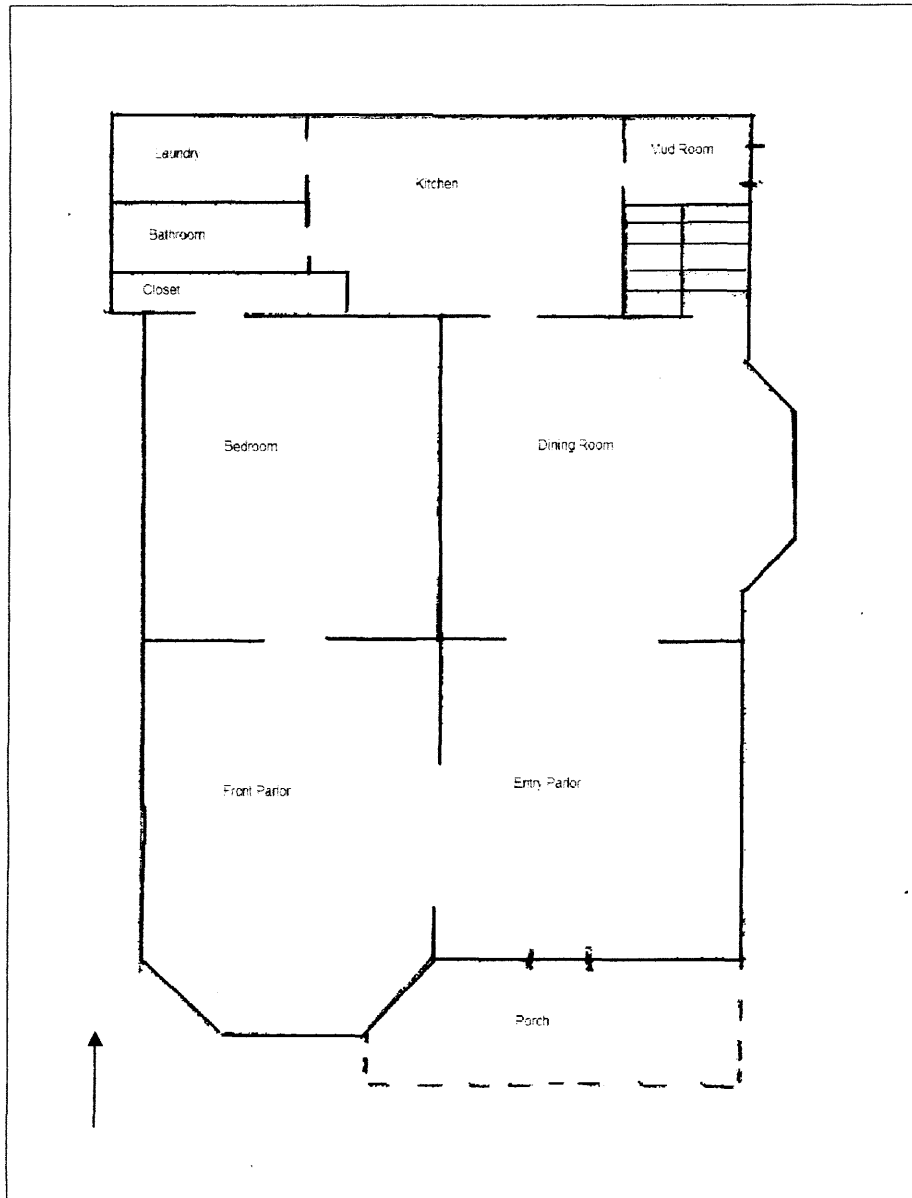 Laundry
Mud Room
Kitchen
Bathroom
Closet
Bedroom
Dining Room
Front Parlor
Entry Parlor
Porch